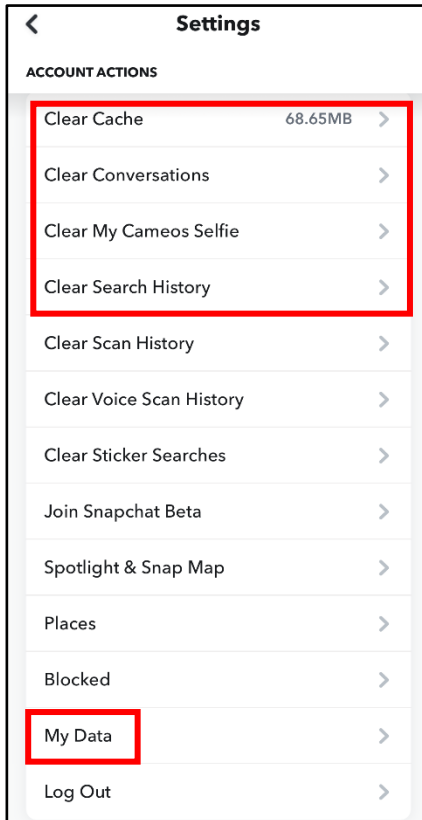 Settings
ACCOUNT ACTIONS
Clear Cache 68.65MB
Clear Conversations
Clear My Cameos Selfie
Clear Search History
Clear Scan History
Clear Voice Scan History
Clear Sticker Searches
Join Snapchat Beta
Spotlight & Snap Map
Places
Blocked
My Data
Log Out